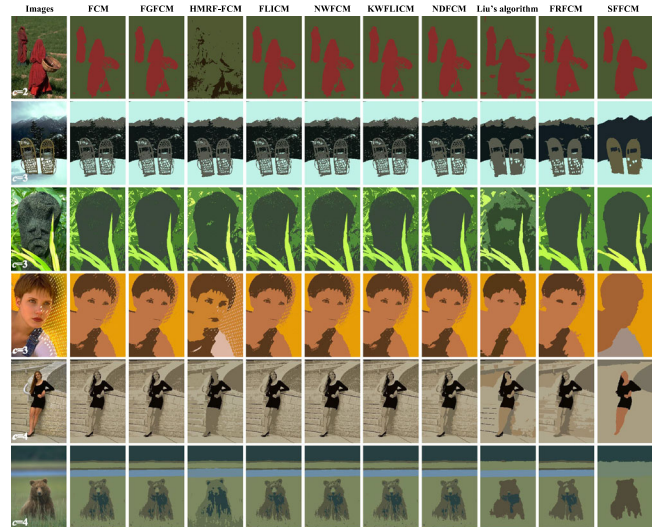 Images FCM FGFCM HMRF-FCM FLICM NWFCM KWFLICM NDFCM Liu's algorithm FRFCM SFFCM
c=2
c=3
c=3
c=3
c=4
c=4